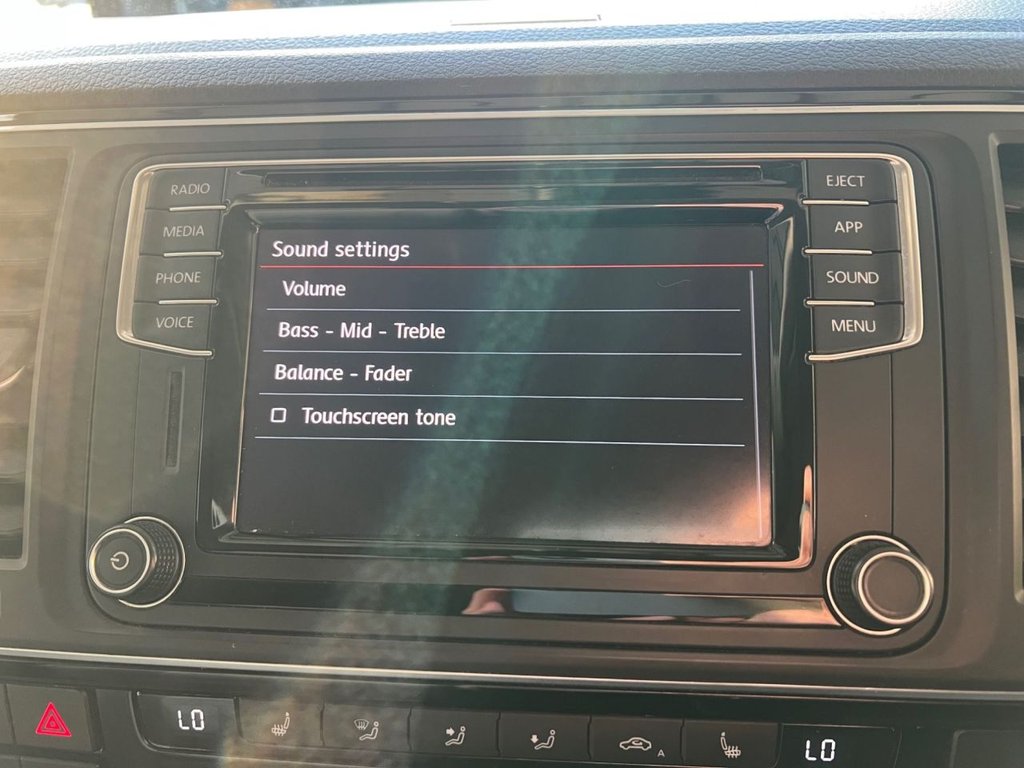 RADIO
MEDIA
PHONE
VOICE
EJECT
APP
SOUND
MENU
Sound settings
Volume
Bass - Mid - Treble
Balance - Fader
Touchscreen tone
LO
A
LO